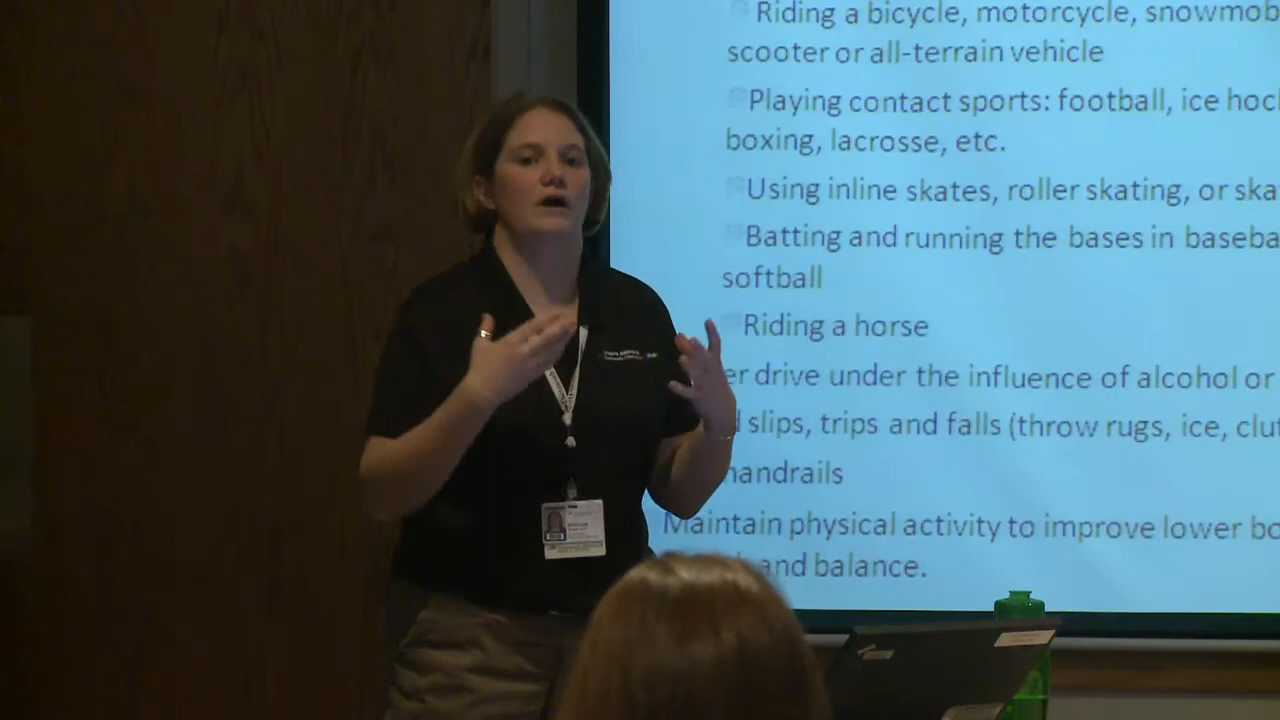 Riding a bicycle, motorcycle, snowmob
scooter or all-terrain vehicle
Playing contact sports: football, ice hoc
boxing, lacrosse, etc.
Using inline skates, roller skating, or ska
Batting and running the bases in baseba
softball
Riding a horse
er drive under the influence of alcohol or
slips, trips and falls (throw rugs, ice, clut
handrails
Maintain physical activity to improve lower bo
and balance.